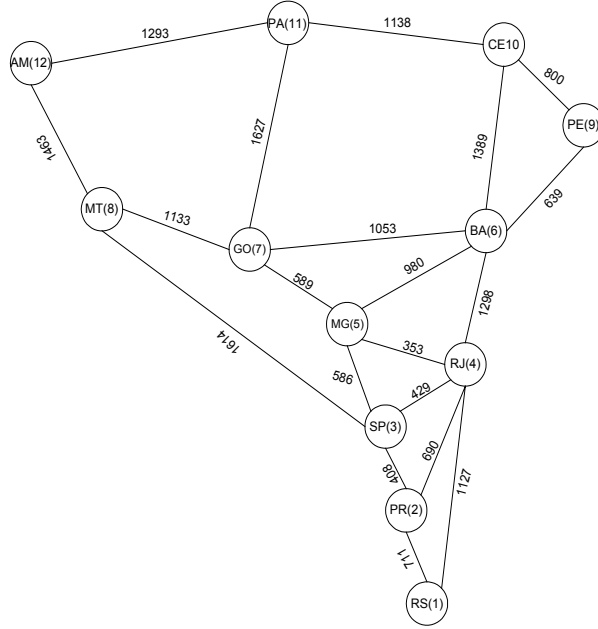 PA(11)
1138
1293
CE10
AM(12)
800
PE(9)
1627
1389
1463
639
MT(8)
1133
BA(6)
1053
GO(7)
980
589
1298
MG(5)
353
1614
RJ(4)
586
429
SP(3)
690
408
1127
PR(2)
711
RS(1)